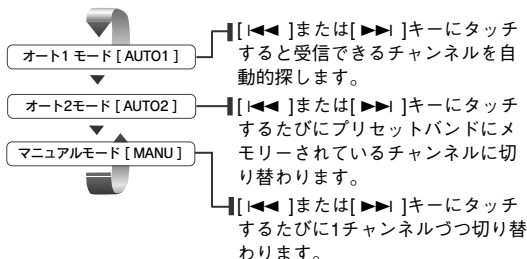 オート1 モード [ AUTO1 ]
[ |◀◀ ]または[ ▶▶| ]キーにタッチ
すると受信できるチャンネルを自
動的探します。
オート2モード [ AUTO2 ]
[ |◀◀ ]または[ ▶▶| ]キーにタッチ
するたびにプリセットバンドにメ
モリーされているチャンネルに切
り替わります。
マニュアルモード [ MANU ]
[ |◀◀ ]または[ ▶▶| ]キーにタッチ
するたびに1チャンネルづつ切り替
わります。